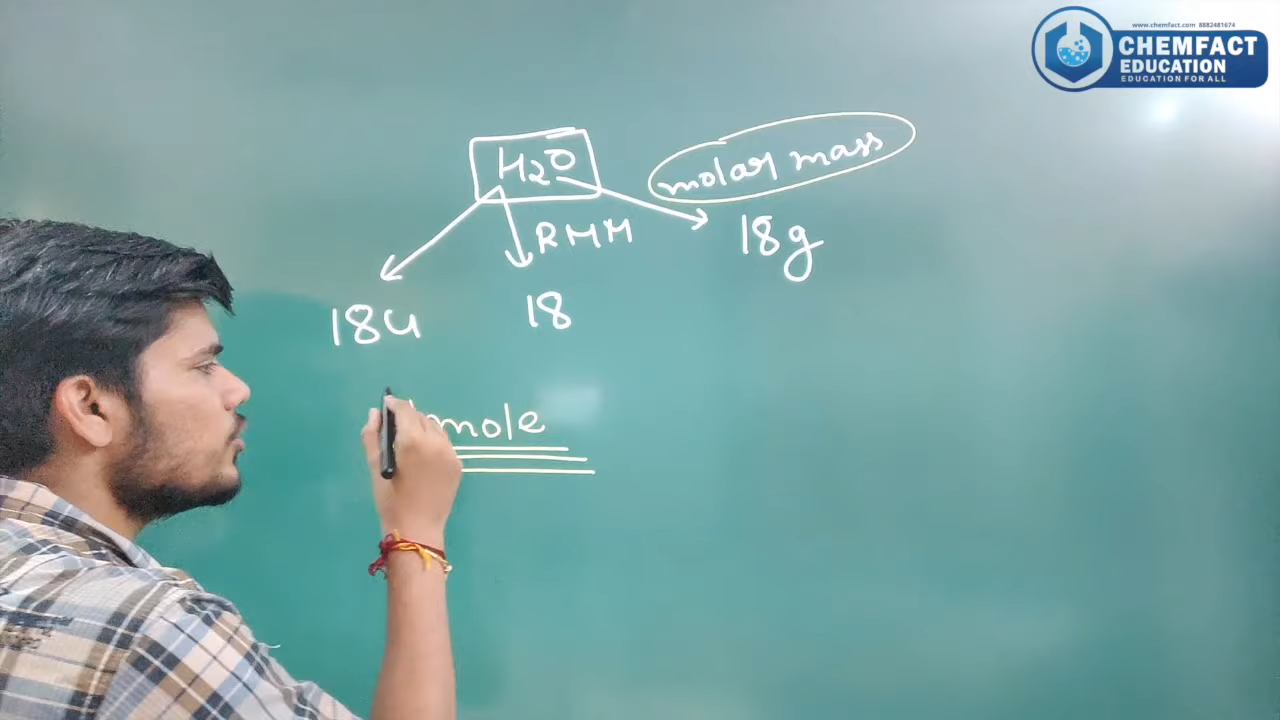 www.chemfact.com 8882481674
CHEMFACT
EDUCATION
EDUCATION FOR ALL
H2O
molar mass
RMM
18g
18u
18
mole